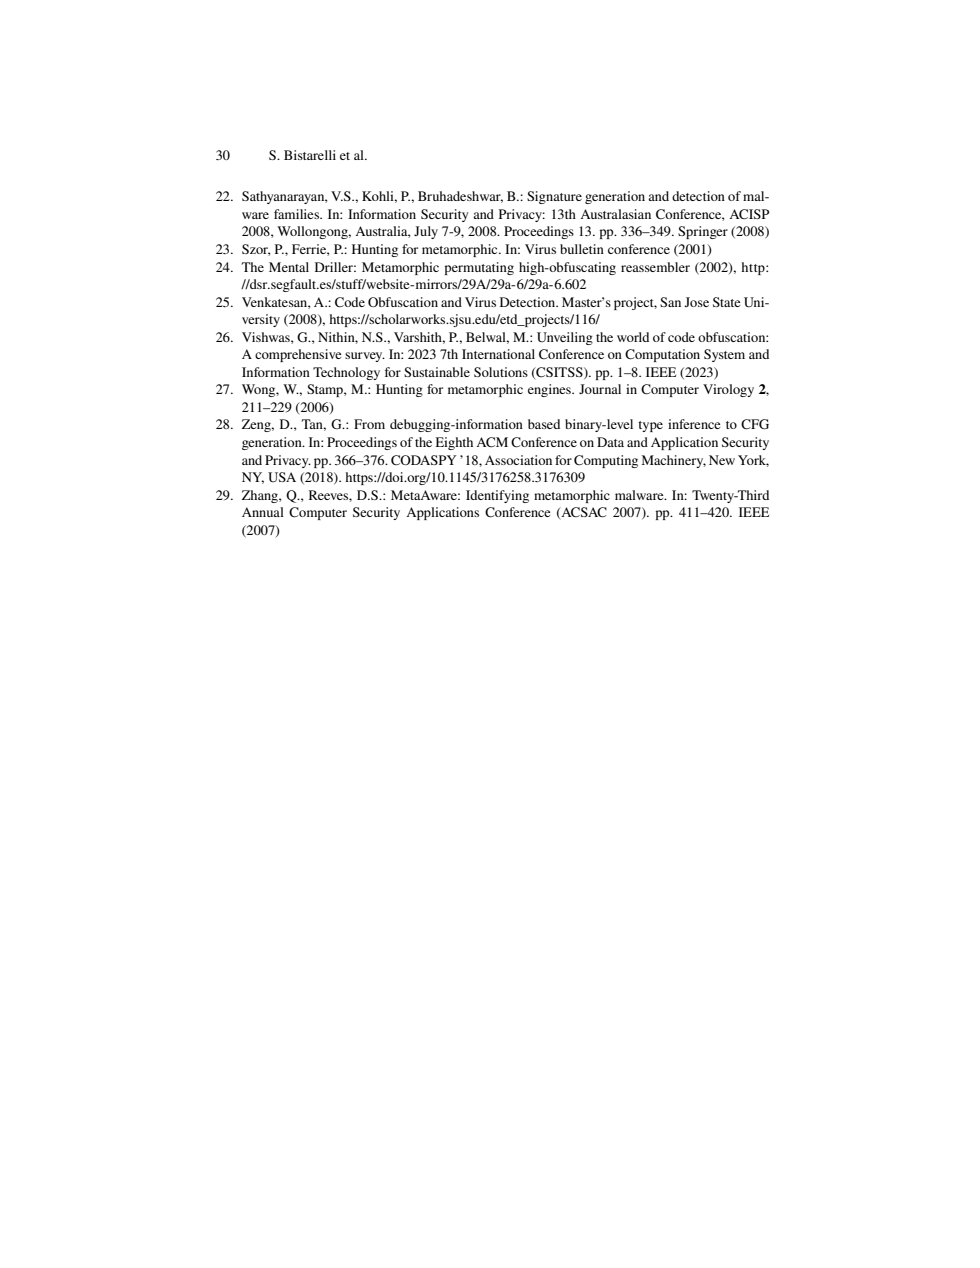 30 S. Bistarelli et al.
22. Sathyanarayan, V.S., Kohli, P., Bruhadeshwar, B.: Signature generation and detection of mal-
ware families. In: Information Security and Privacy: 13th Australasian Conference, ACISP
2008, Wollongong, Australia, July 7-9, 2008. Proceedings 13. pp. 336–349. Springer (2008)
23. Szor, P., Ferrie, P.: Hunting for metamorphic. In: Virus bulletin conference (2001)
24. The Mental Driller: Metamorphic permutating high-obfuscating reassembler (2002), http:
//dsr.segfault.es/stuff/website-mirrors/29A/29a-6/29a-6.602
25. Venkatesan, A.: Code Obfuscation and Virus Detection. Master's project, San Jose State Uni-
versity (2008), https://scholarworks.sjsu.edu/etd_projects/116/
26. Vishwas, G., Nithin, N.S., Varshith, P., Belwal, M.: Unveiling the world of code obfuscation:
A comprehensive survey. In: 2023 7th International Conference on Computation System and
Information Technology for Sustainable Solutions (CSITSS). pp. 1–8. IEEE (2023)
27. Wong, W., Stamp, M.: Hunting for metamorphic engines. Journal in Computer Virology 2,
211–229 (2006)
28. Zeng, D., Tan, G.: From debugging-information based binary-level type inference to CFG
generation. In: Proceedings of the Eighth ACM Conference on Data and Application Security
and Privacy. pp. 366–376. CODASPY '18, Association for Computing Machinery, New York,
NY, USA (2018). https://doi.org/10.1145/3176258.3176309
29. Zhang, Q., Reeves, D.S.: MetaAware: Identifying metamorphic malware. In: Twenty-Third
Annual Computer Security Applications Conference (ACSAC 2007). pp. 411–420. IEEE
(2007)